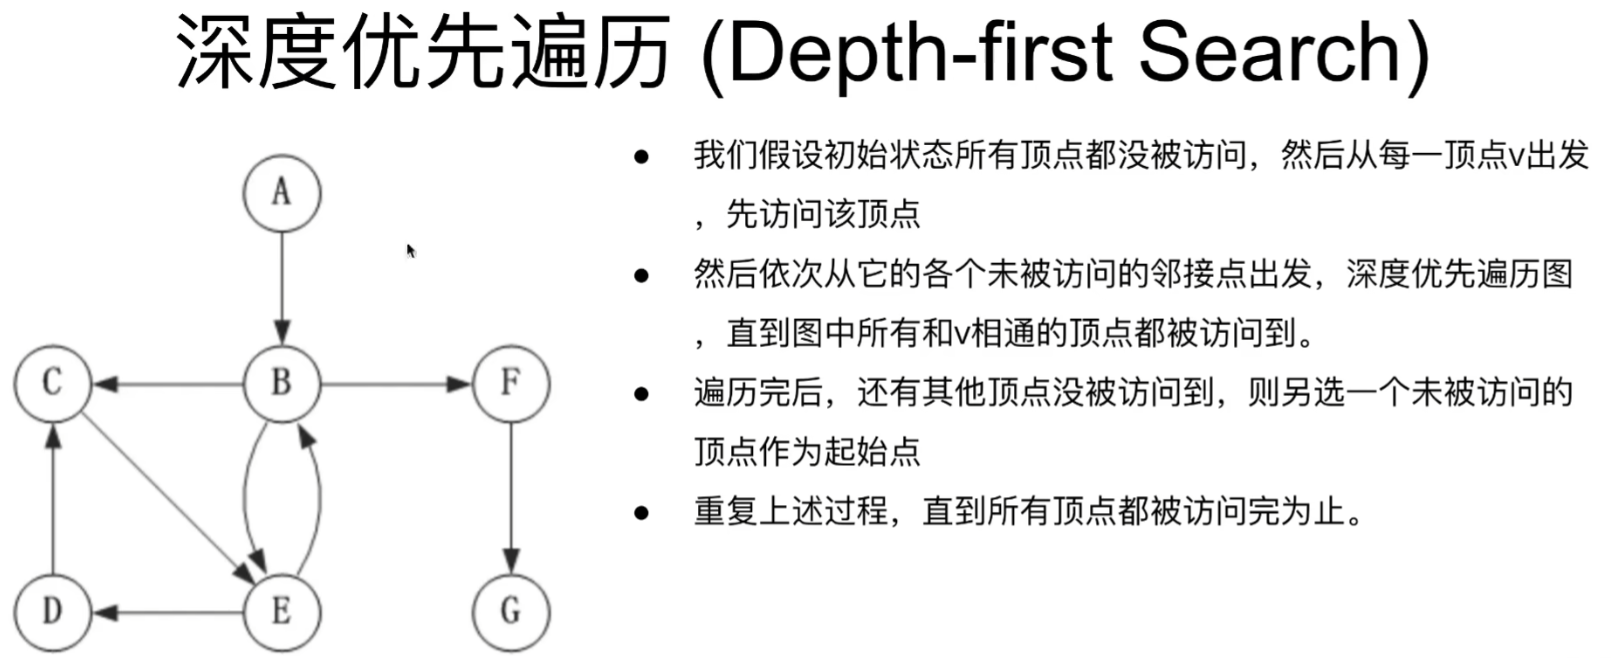 深度优先遍历 (Depth-first Search)
A
C
B
F
D
E
G
我们假设初始状态所有顶点都没被访问，然后从每一顶点v出发
，先访问该顶点
然后依次从它的各个未被访问的邻接点出发，深度优先遍历图
，直到图中所有和v相通的顶点都被访问到。
遍历完后，还有其他顶点没被访问到，则另选一个未被访问的
顶点作为起始点
重复上述过程，直到所有顶点都被访问完为止。